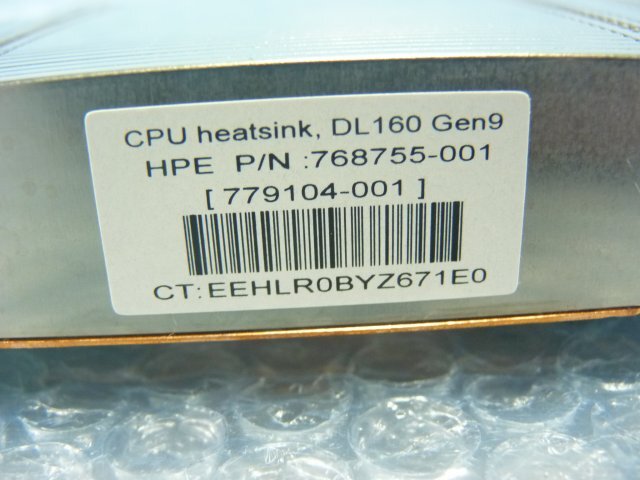 CPU heatsink, DL160 Gen9
HPE P/N :768755-001
[ 779104-001 ]
CT:EEHLR0BYZ671E0